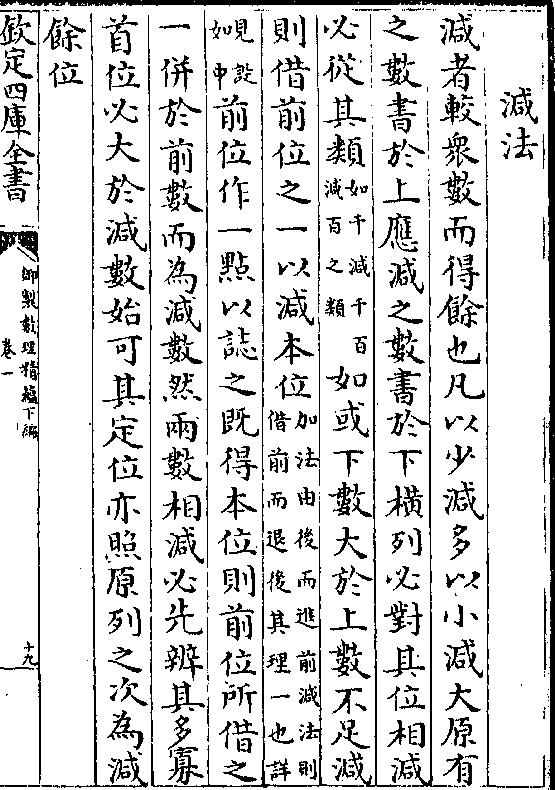 減法
減者較衆數而得餘也凡以少減多以小減大原有
之數書於上應減之數書於下橫列必對其位相減
必從其類如千減千百減百之類如或下數大於上數不足減
則借前位之一以減本位加法由後而進前減法則借前而退後其理一也詳
見設如中前位作一點以誌之既得本位則前位所借之
一併於前數而為減數然兩數相減必先辨其多寡
首位必大於減數始可其定位亦照原列之次為減
餘位
欽定四庫全書
御製數理精蘊下編
卷一
十九